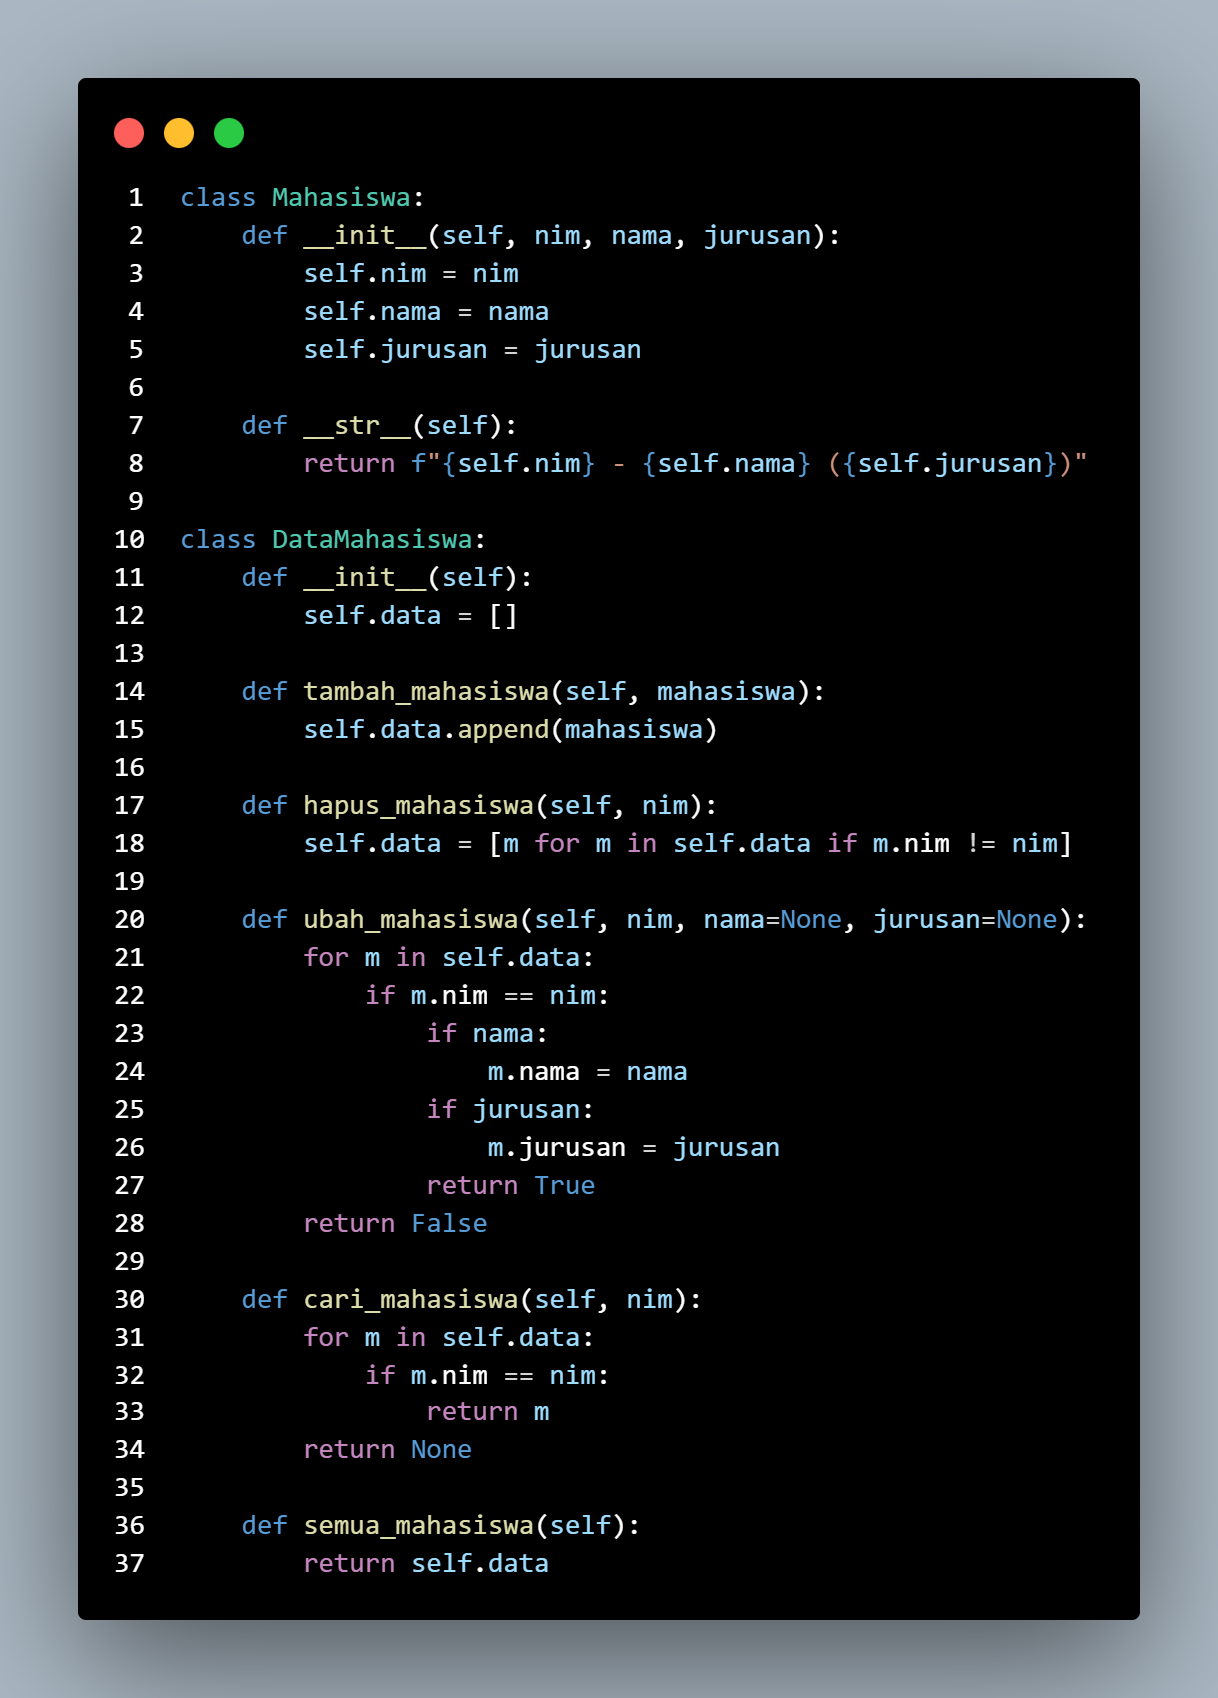 1 class Mahasiswa:
2     def __init__(self, nim, nama, jurusan):
3         self.nim = nim
4         self.nama = nama
5         self.jurusan = jurusan
6
7     def __str__(self):
8         return f"{self.nim} - {self.nama} ({self.jurusan})"
9
10 class DataMahasiswa:
11     def __init__(self):
12         self.data = []
13
14     def tambah_mahasiswa(self, mahasiswa):
15         self.data.append(mahasiswa)
16
17     def hapus_mahasiswa(self, nim):
18         self.data = [m for m in self.data if m.nim != nim]
19
20     def ubah_mahasiswa(self, nim, nama=None, jurusan=None):
21         for m in self.data:
22             if m.nim == nim:
23                 if nama:
24                     m.nama = nama
25                 if jurusan:
26                     m.jurusan = jurusan
27                 return True
28         return False
29
30     def cari_mahasiswa(self, nim):
31         for m in self.data:
32             if m.nim == nim:
33                 return m
34         return None
35
36     def semua_mahasiswa(self):
37         return self.data